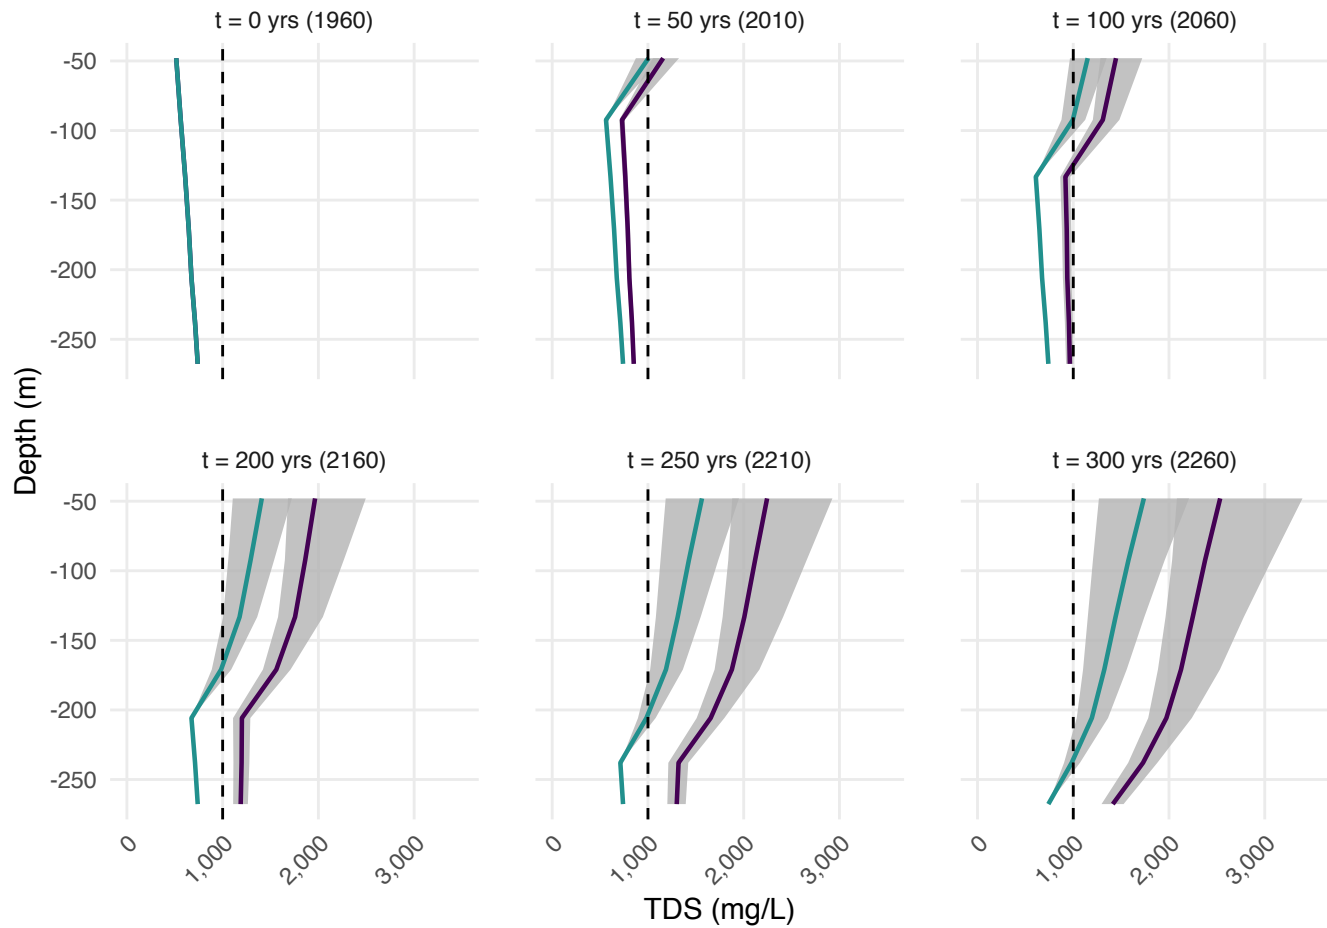 t = 0 yrs (1960)
t = 50 yrs (2010)
t = 100 yrs (2060)
-50
-100
-150
-200
-250
Depth (m)
t = 200 yrs (2160)
t = 250 yrs (2210)
t = 300 yrs (2260)
-50
-100
-150
-200
-250
0
1,000
2,000
3,000
0
1,000
2,000
3,000
0
1,000
2,000
3,000
TDS (mg/L)